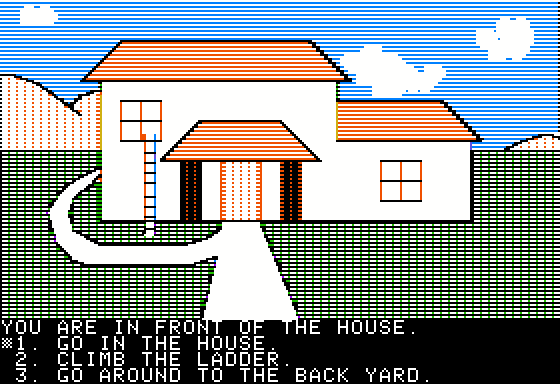 YOU ARE IN FRONT OF THE HOUSE.
*1. GO IN THE HOUSE.
2. CLIMB THE LADDER.
3. GO AROUND TO THE BACK YARD.